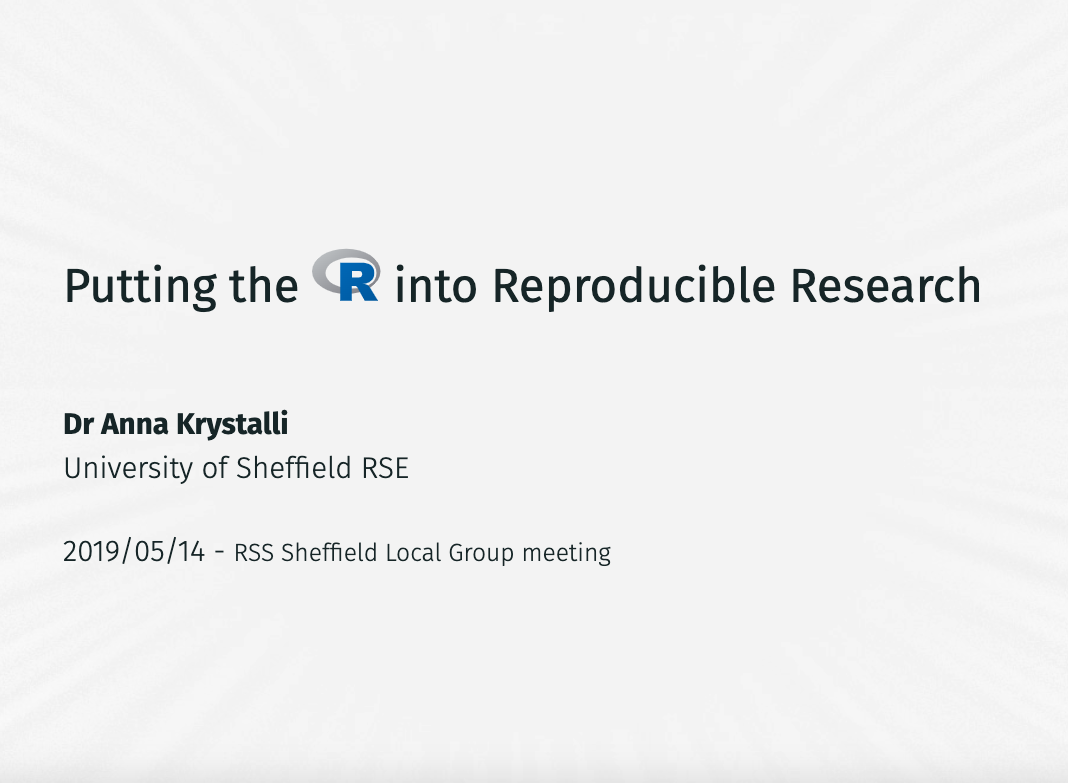 Putting the R into Reproducible Research
Dr Anna Krystalli
University of Sheffield RSE
2019/05/14 - RSS Sheffield Local Group meeting